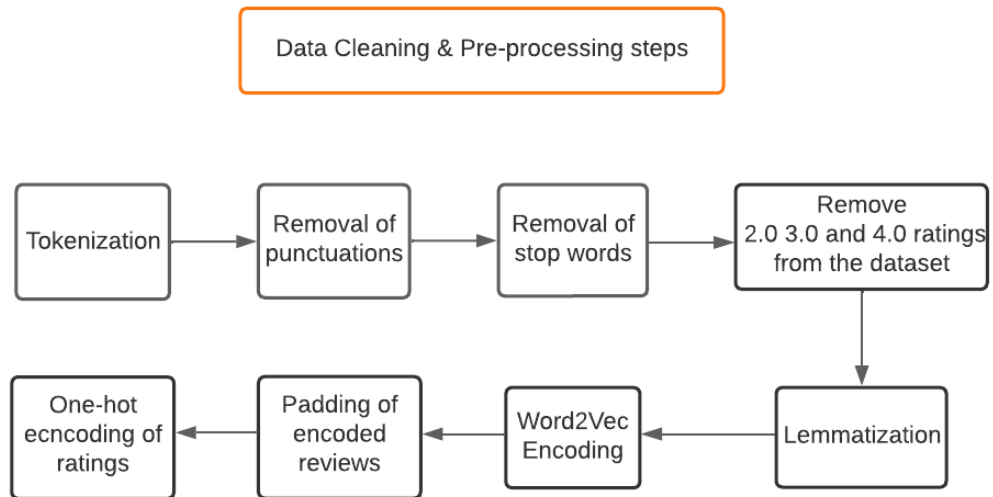 Data Cleaning & Pre-processing steps
Tokenization
Removal of
punctuations
Removal of
stop words
Remove
2.0 3.0 and 4.0 ratings
from the dataset
Lemmatization
Word2Vec
Encoding
Padding of
encoded
reviews
One-hot
ecncoding of
ratings